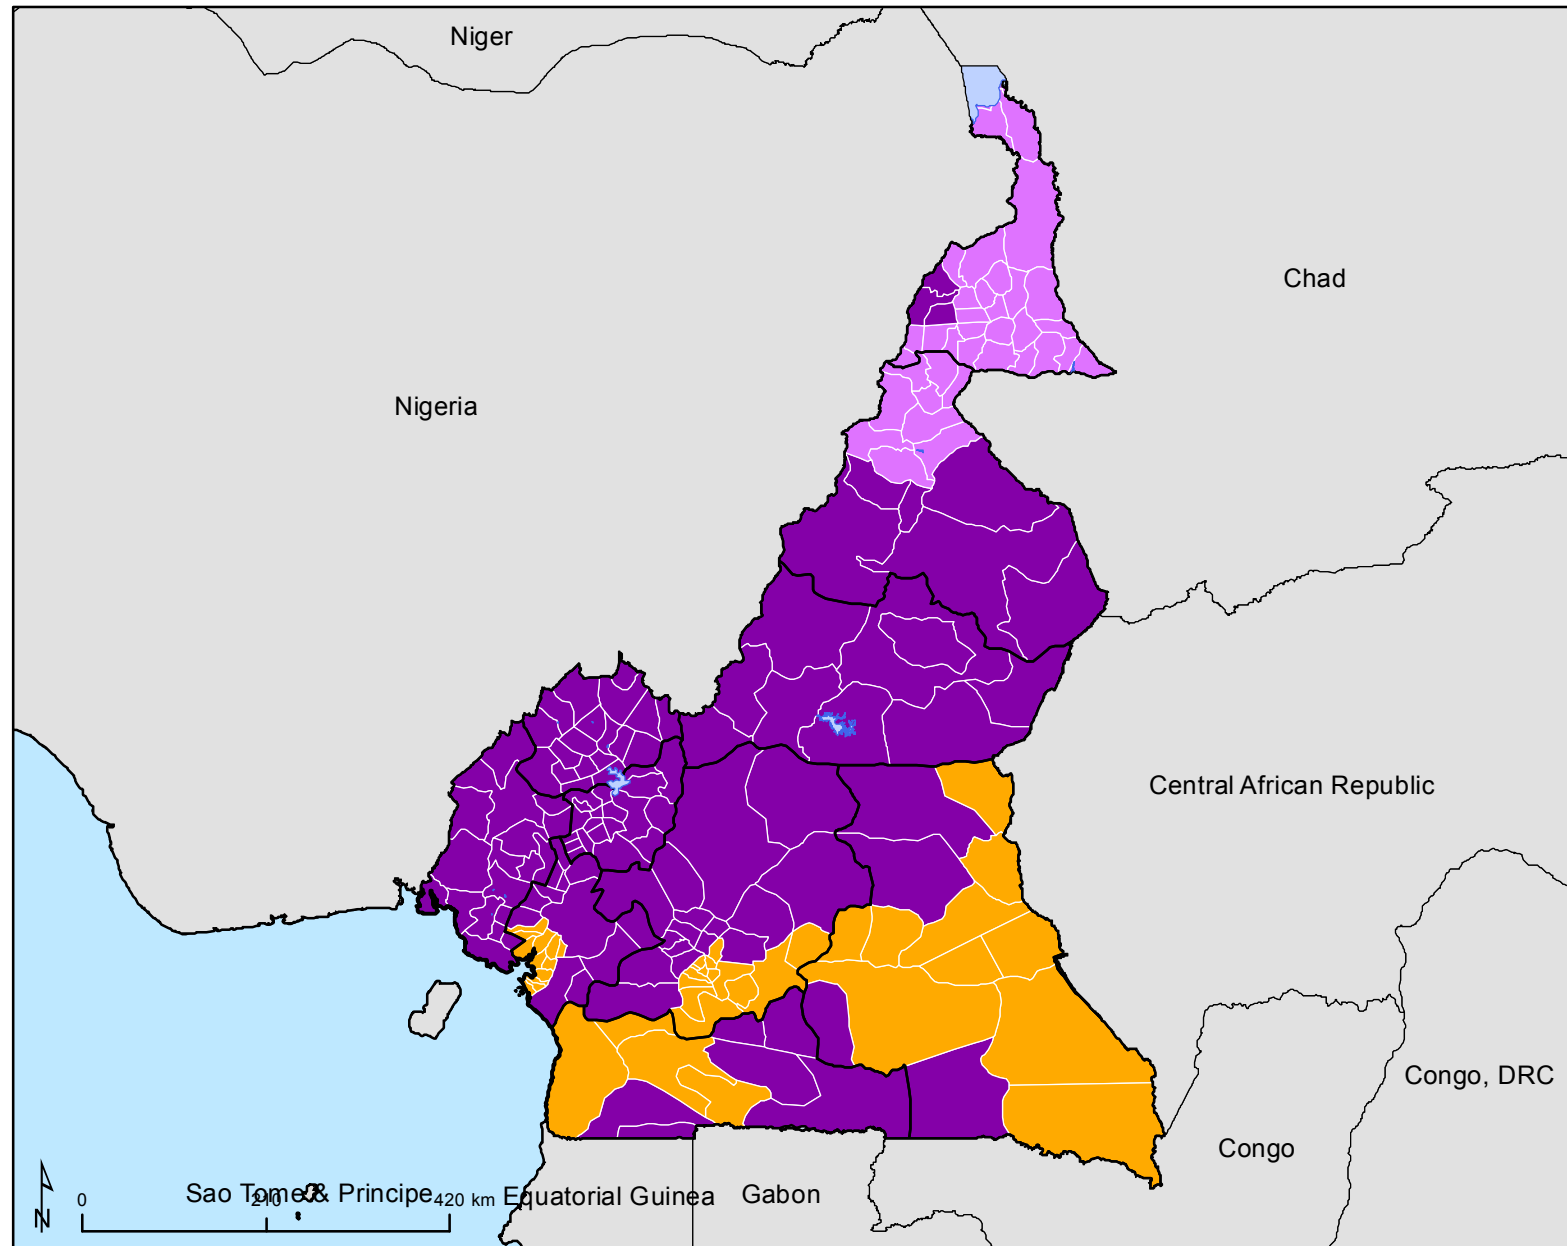 Niger
Chad
Nigeria
Central African Republic
Congo, DRC
Congo
Sao Tome & Principe
Equatorial Guinea
Gabon
0 210 420 km
N